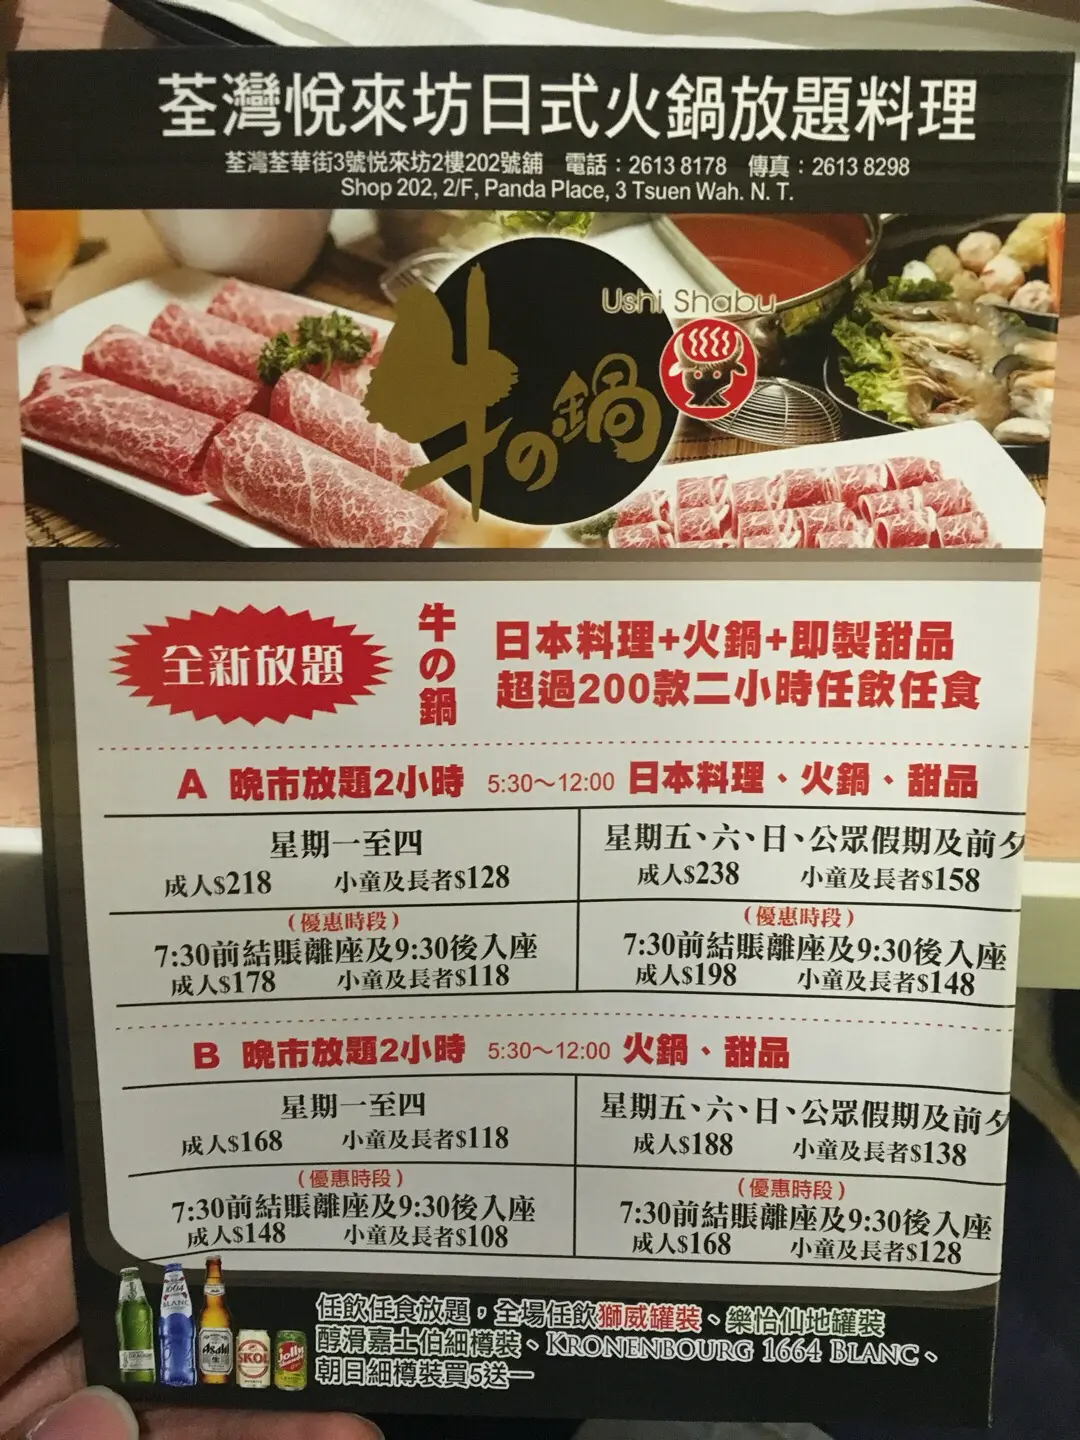 荃灣悅來坊日式火鍋放題料理
荃灣荃華街3號悅來坊2樓202號舖 電話：2613 8178 傳真：2613 8298
Shop 202, 2/F, Panda Place, 3 Tsuen Wah. N. T.
Ushi Shabu
牛の鍋
全新放題
牛の鍋
日本料理+火鍋+即製甜品
超過200款二小時任飲任食
A 晚市放題2小時 5:30～12:00 日本料理、火鍋、甜品
星期一至四
成人$218 小童及長者$128
星期五、六、日、公眾假期及前夕
成人$238 小童及長者$158
（優惠時段）
7:30前結賬離座及9:30後入座
成人$178 小童及長者$118
（優惠時段）
7:30前結賬離座及9:30後入座
成人$198 小童及長者$148
B 晚市放題2小時 5:30～12:00 火鍋、甜品
星期一至四
成人$168 小童及長者$118
星期五、六、日、公眾假期及前夕
成人$188 小童及長者$138
（優惠時段）
7:30前結賬離座及9:30後入座
成人$148 小童及長者$108
（優惠時段）
7:30前結賬離座及9:30後入座
成人$168 小童及長者$128
任飲任食放題，全場任飲獅威罐裝、樂怡仙地罐裝
醇滑嘉士伯細樽裝、KRONENBOURG 1664 BLANC、
朝日細樽裝買5送一
1664
BLANC
Asahi
SKOL
Jolly